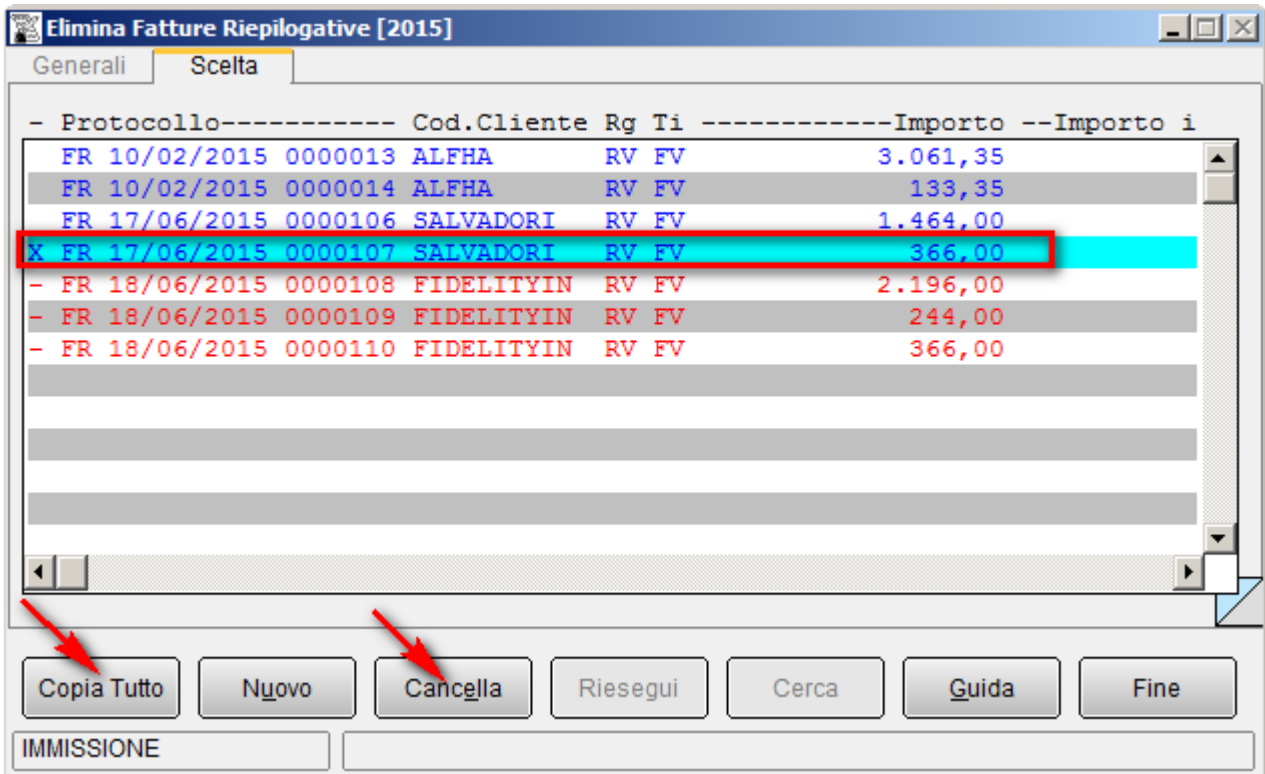 Elimina Fatture Riepilogative [2015]
Generali Scelta
- Protocollo----------- Cod.Cliente Rg Ti ------------Importo --Importo i
FR 10/02/2015 0000013 ALFHA RV FV 3.061,35
FR 10/02/2015 0000014 ALFHA RV FV 133,35
FR 17/06/2015 0000106 SALVADORI RV FV 1.464,00
X FR 17/06/2015 0000107 SALVADORI RV FV 366,00
- FR 18/06/2015 0000108 FIDELITYIN RV FV 2.196,00
- FR 18/06/2015 0000109 FIDELITYIN RV FV 244,00
- FR 18/06/2015 0000110 FIDELITYIN RV FV 366,00
Copia Tutto Nuovo Cancella Riesegui Cerca Guida Fine
IMMISSIONE